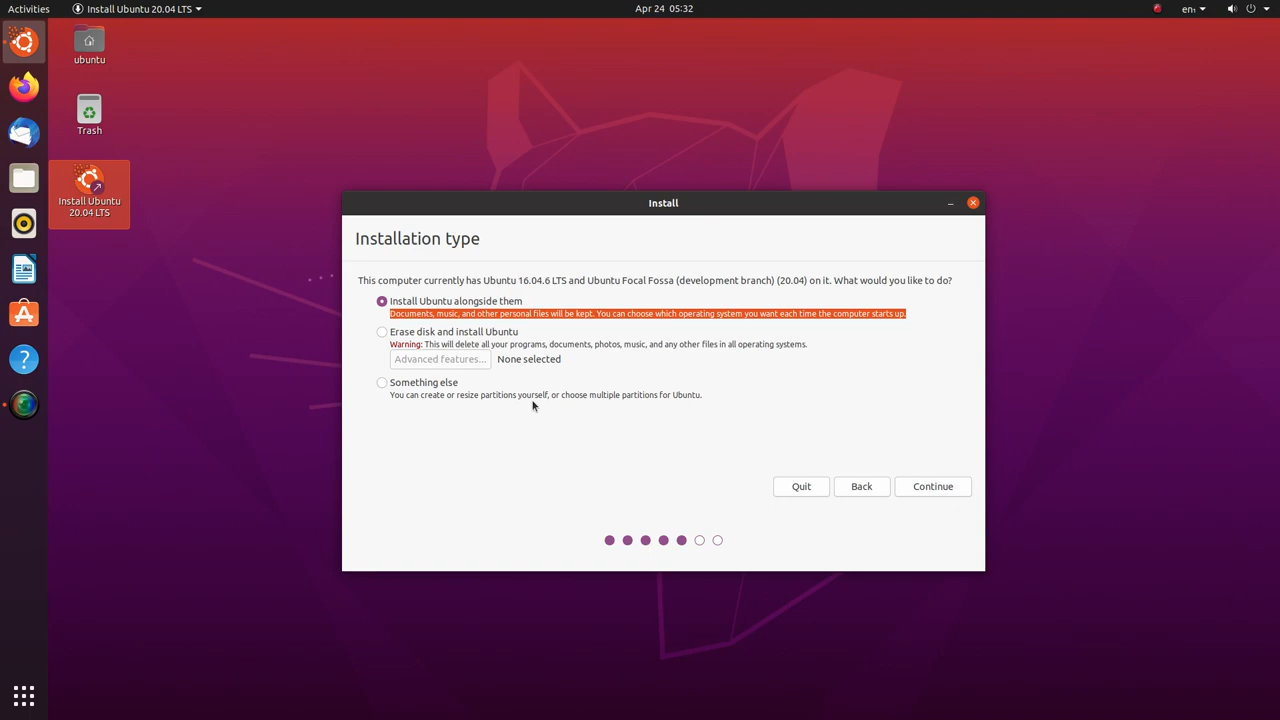 Activities
Install Ubuntu 20.04 LTS
Apr 24 05:32
en₁
ubuntu
Trash
Install Ubuntu
20.04 LTS
Install
Installation type
This computer currently has Ubuntu 16.04.6 LTS and Ubuntu Focal Fossa (development branch) (20.04) on it. What would you like to do?
Install Ubuntu alongside them
Documents, music, and other personal files will be kept. You can choose which operating system you want each time the computer starts up.
Erase disk and install Ubuntu
Warning: This will delete all your programs, documents, photos, music, and any other files in all operating systems.
Advanced features... None selected
Something else
You can create or resize partitions yourself, or choose multiple partitions for Ubuntu.
Quit Back Continue